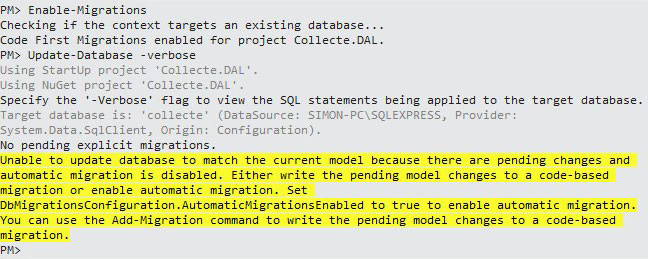 PM> Enable-Migrations
Checking if the context targets an existing database...
Code First Migrations enabled for project Collecte.DAL.
PM> Update-Database -verbose
Using StartUp project 'Collecte.DAL'.
Using NuGet project 'Collecte.DAL'.
Specify the '-Verbose' flag to view the SQL statements being applied to the target database.
Target database is: 'collecte' (DataSource: SIMON-PC\SQLEXPRESS, Provider:
System.Data.SqlClient, Origin: Configuration).
No pending explicit migrations.
Unable to update database to match the current model because there are pending changes and
automatic migration is disabled. Either write the pending model changes to a code-based
migration or enable automatic migration. Set
DbMigrationsConfiguration.AutomaticMigrationsEnabled to true to enable automatic migration.
You can use the Add-Migration command to write the pending model changes to a code-based
migration.
PM>